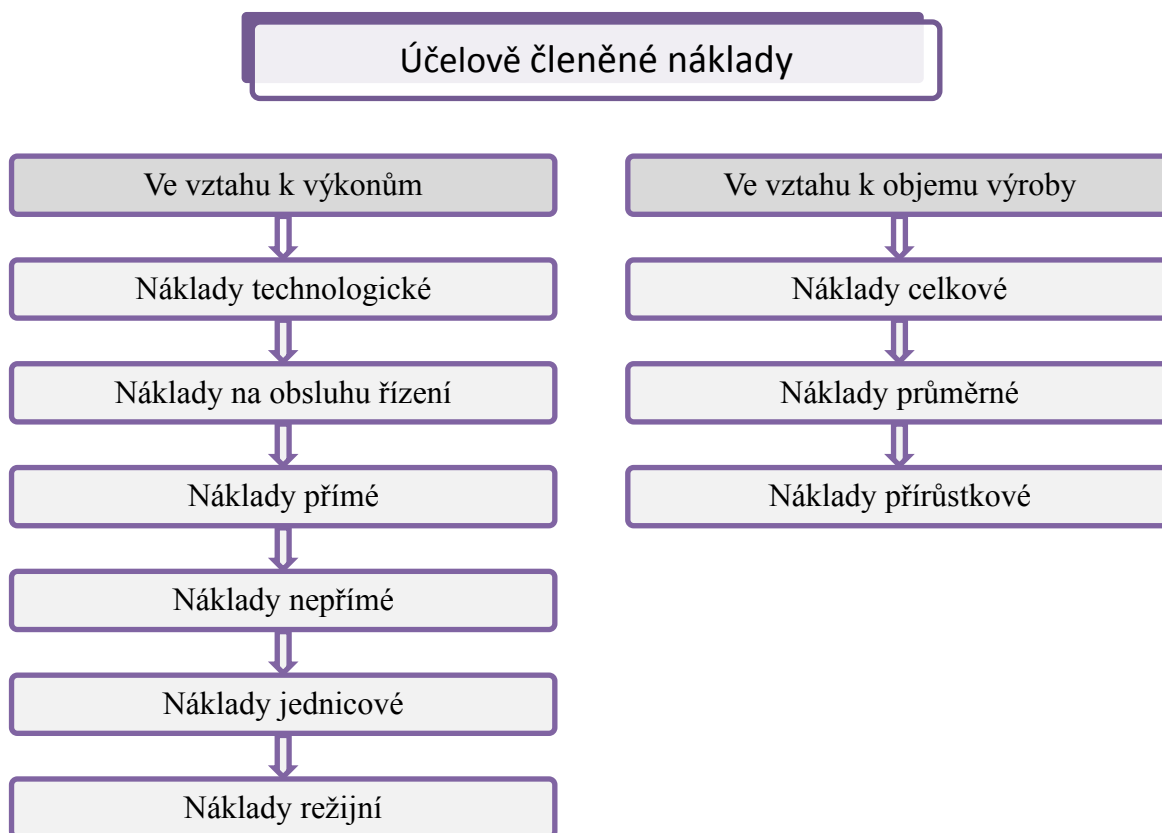 Účelově členěné náklady
Ve vztahu k výkonům
Náklady technologické
Náklady na obsluhu řízení
Náklady přímé
Náklady nepřímé
Náklady jednicové
Náklady režijní
Ve vztahu k objemu výroby
Náklady celkové
Náklady průměrné
Náklady přírůstkové